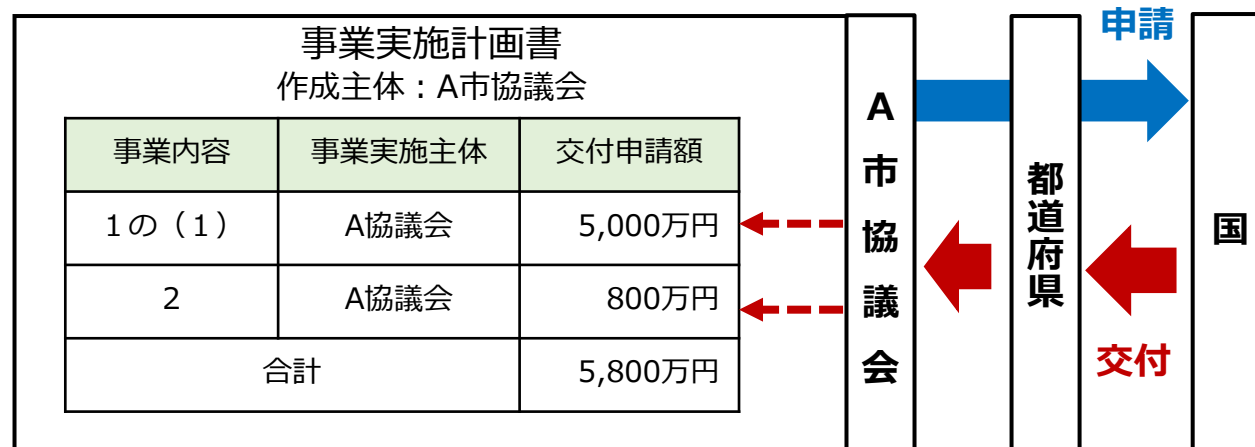 事業実施計画書
作成主体：A市協議会
事業内容 事業実施主体 交付申請額
１の（１） A協議会 5,000万円
２ A協議会 800万円
合計 5,800万円
A市協議会
申請
都道府県
交付
国